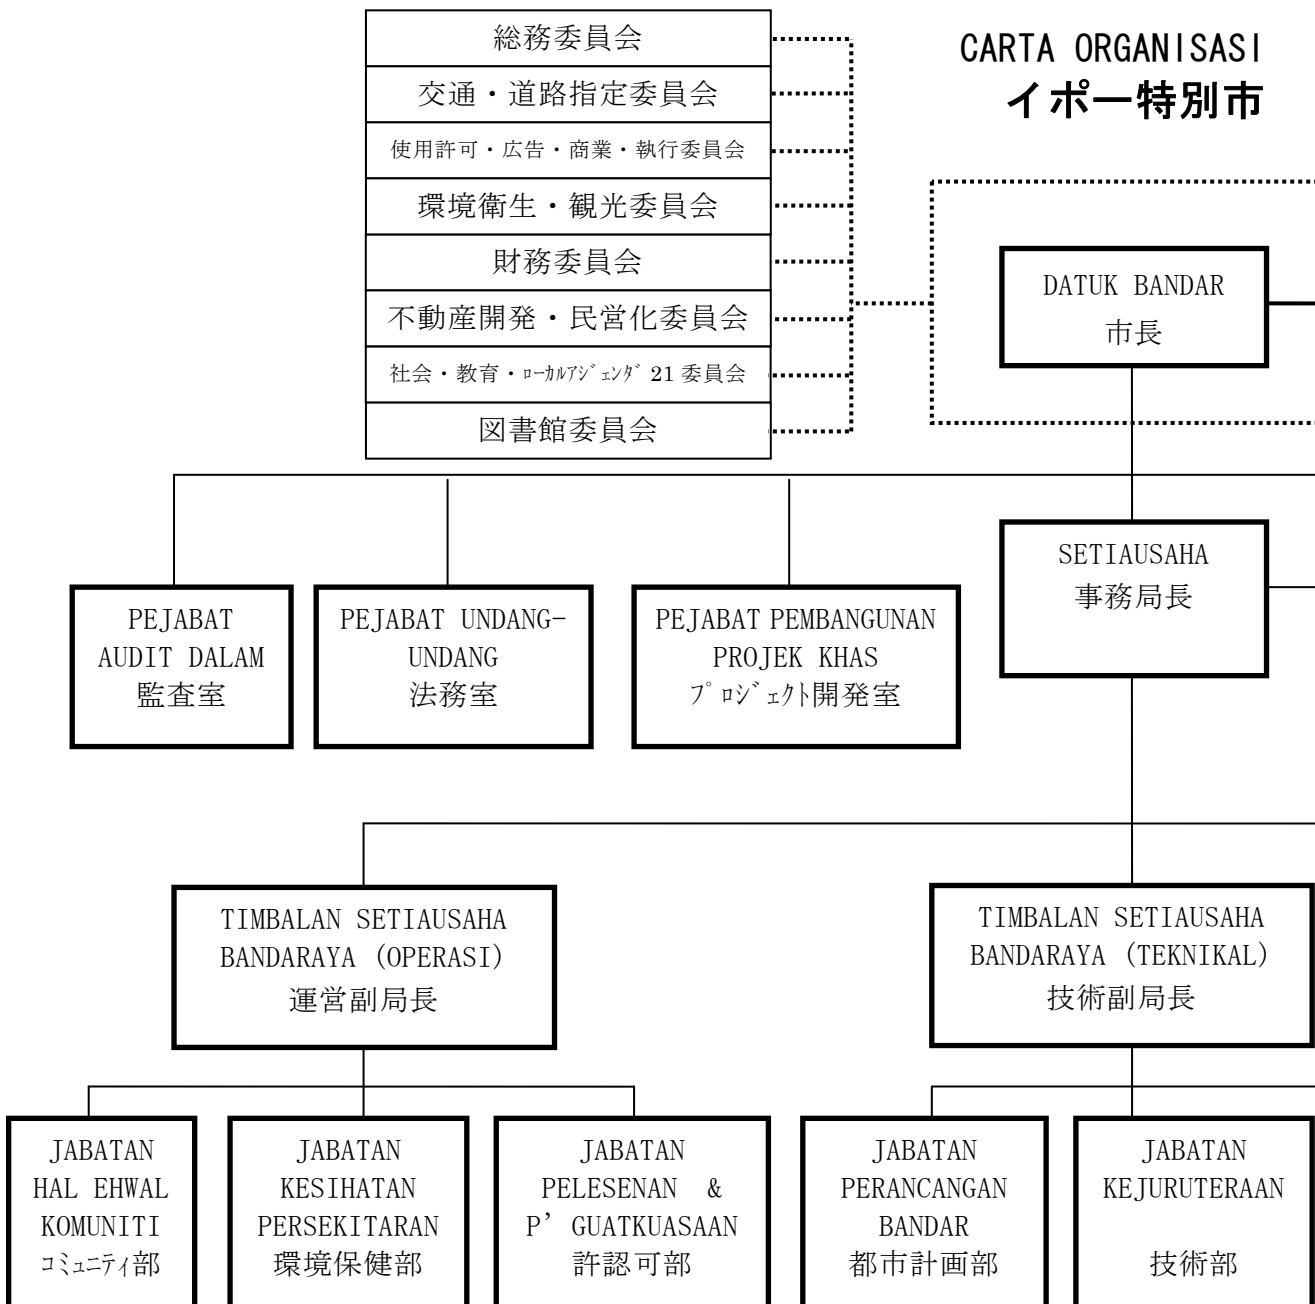 総務委員会
交通・道路指定委員会
使用許可・広告・商業・執行委員会
環境衛生・観光委員会
財務委員会
不動産開発・民営化委員会
社会・教育・ﾛｰｶﾙｱｼﾞｪﾝﾀﾞ 21 委員会
図書館委員会
CARTA ORGANISASI
イポー特別市
DATUK BANDAR
市長
SETIAUSAHA
事務局長
PEJABAT
AUDIT DALAM
監査室
PEJABAT UNDANG-
UNDANG
法務室
PEJABAT PEMBANGUNAN
PROJEK KHAS
ﾌﾟﾛｼﾞｪｸﾄ開発室
TIMBALAN SETIAUSAHA
BANDARAYA (OPERASI)
運営副局長
TIMBALAN SETIAUSAHA
BANDARAYA (TEKNIKAL)
技術副局長
JABATAN
HAL EHWAL
KOMUNITI
ｺﾐｭﾆﾃｨ部
JABATAN
KESIHATAN
PERSEKITARAN
環境保健部
JABATAN
PELESENAN &
P’GUATKUASAAN
許認可部
JABATAN
PERANCANGAN
BANDAR
都市計画部
JABATAN
KEJURUTERAAN
技術部